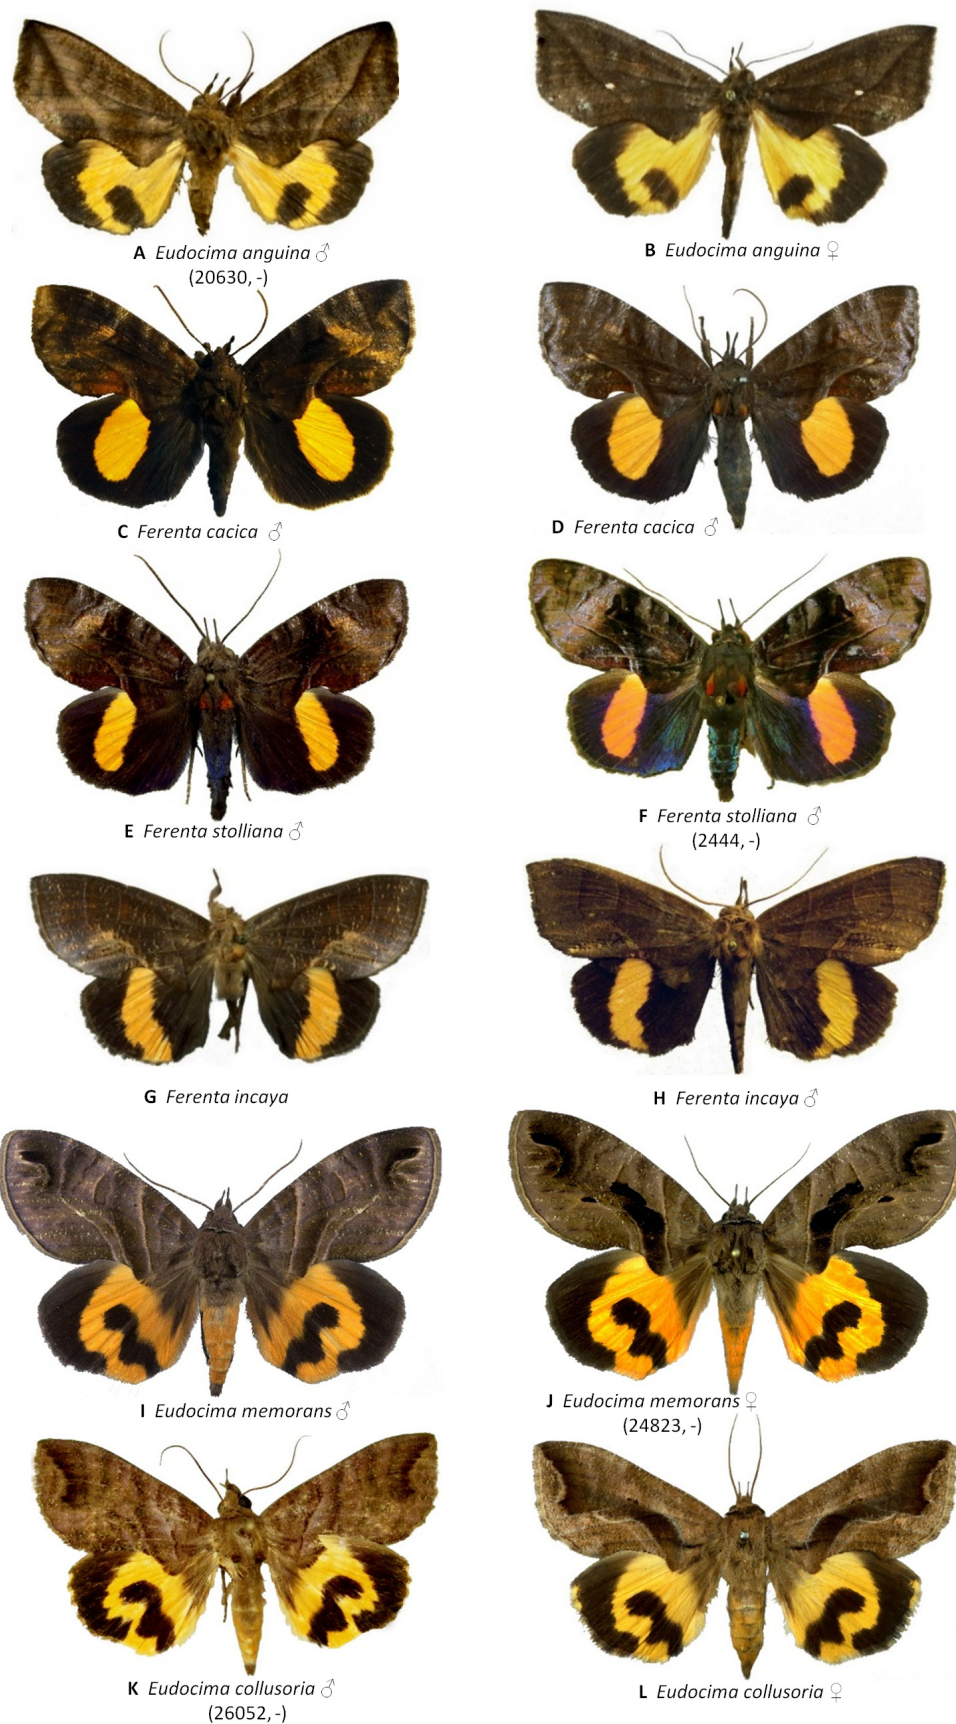 A Eudocima anguina ♂
(20630, -)
B Eudocima anguina ♀
C Ferenta cacica ♂
D Ferenta cacica ♂
E Ferenta stolliana ♂
F Ferenta stolliana ♂
(2444, -)
G Ferenta incaya
H Ferenta incaya ♂
I Eudocima memorans ♂
J Eudocima memorans ♀
(24823, -)
K Eudocima collusoria ♂
(26052, -)
L Eudocima collusoria ♀